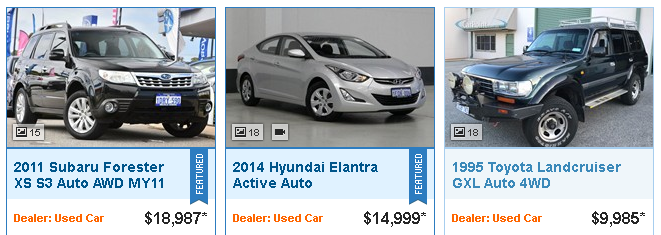 15
18
18
2011 Subaru Forester
XS S3 Auto AWD MY11
FEATURED
Dealer: Used Car
$18,987*
2014 Hyundai Elantra
Active Auto
FEATURED
Dealer: Used Car
$14,999*
1995 Toyota Landcruiser
GXL Auto 4WD
Dealer: Used Car
$9,985*